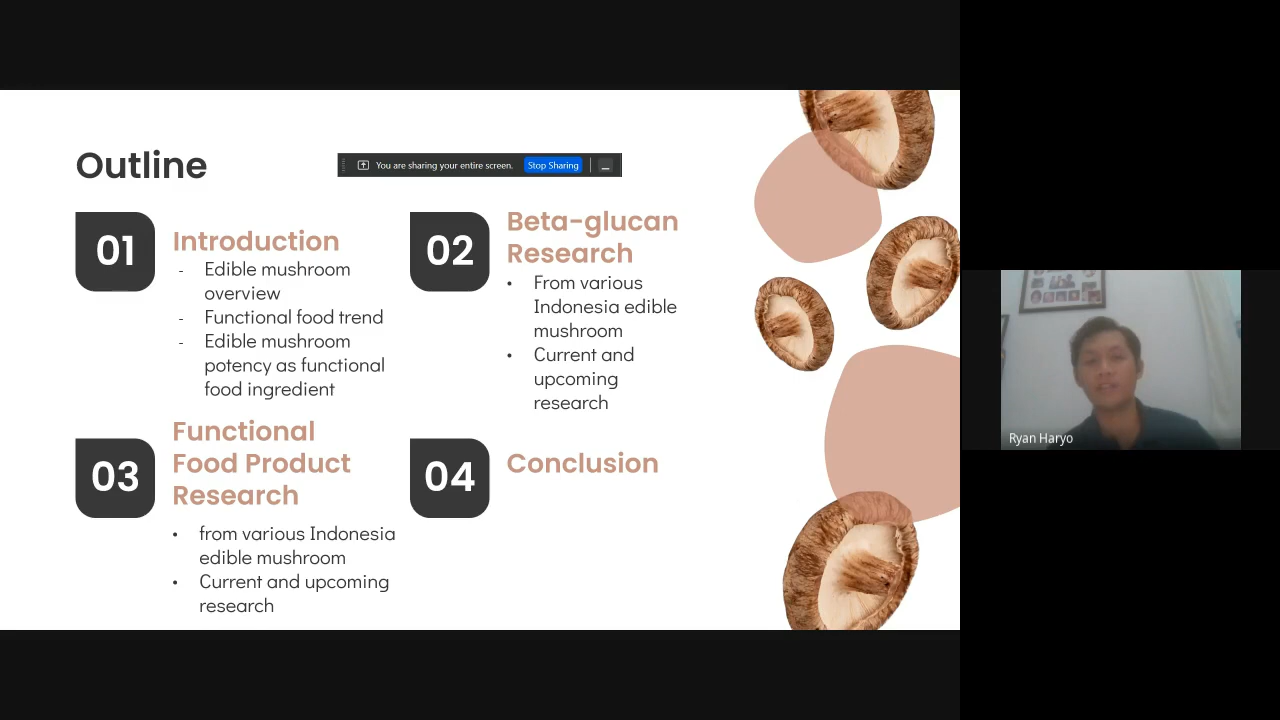 Outline
You are sharing your entire screen.
Stop Sharing
01
Introduction
- Edible mushroom
overview
- Functional food trend
- Edible mushroom
potency as functional
food ingredient
02
Beta-glucan
Research
• From various
Indonesia edible
mushroom
• Current and
upcoming
research
03
Functional
Food Product
Research
• from various Indonesia
edible mushroom
• Current and upcoming
research
04
Conclusion
Ryan Haryo